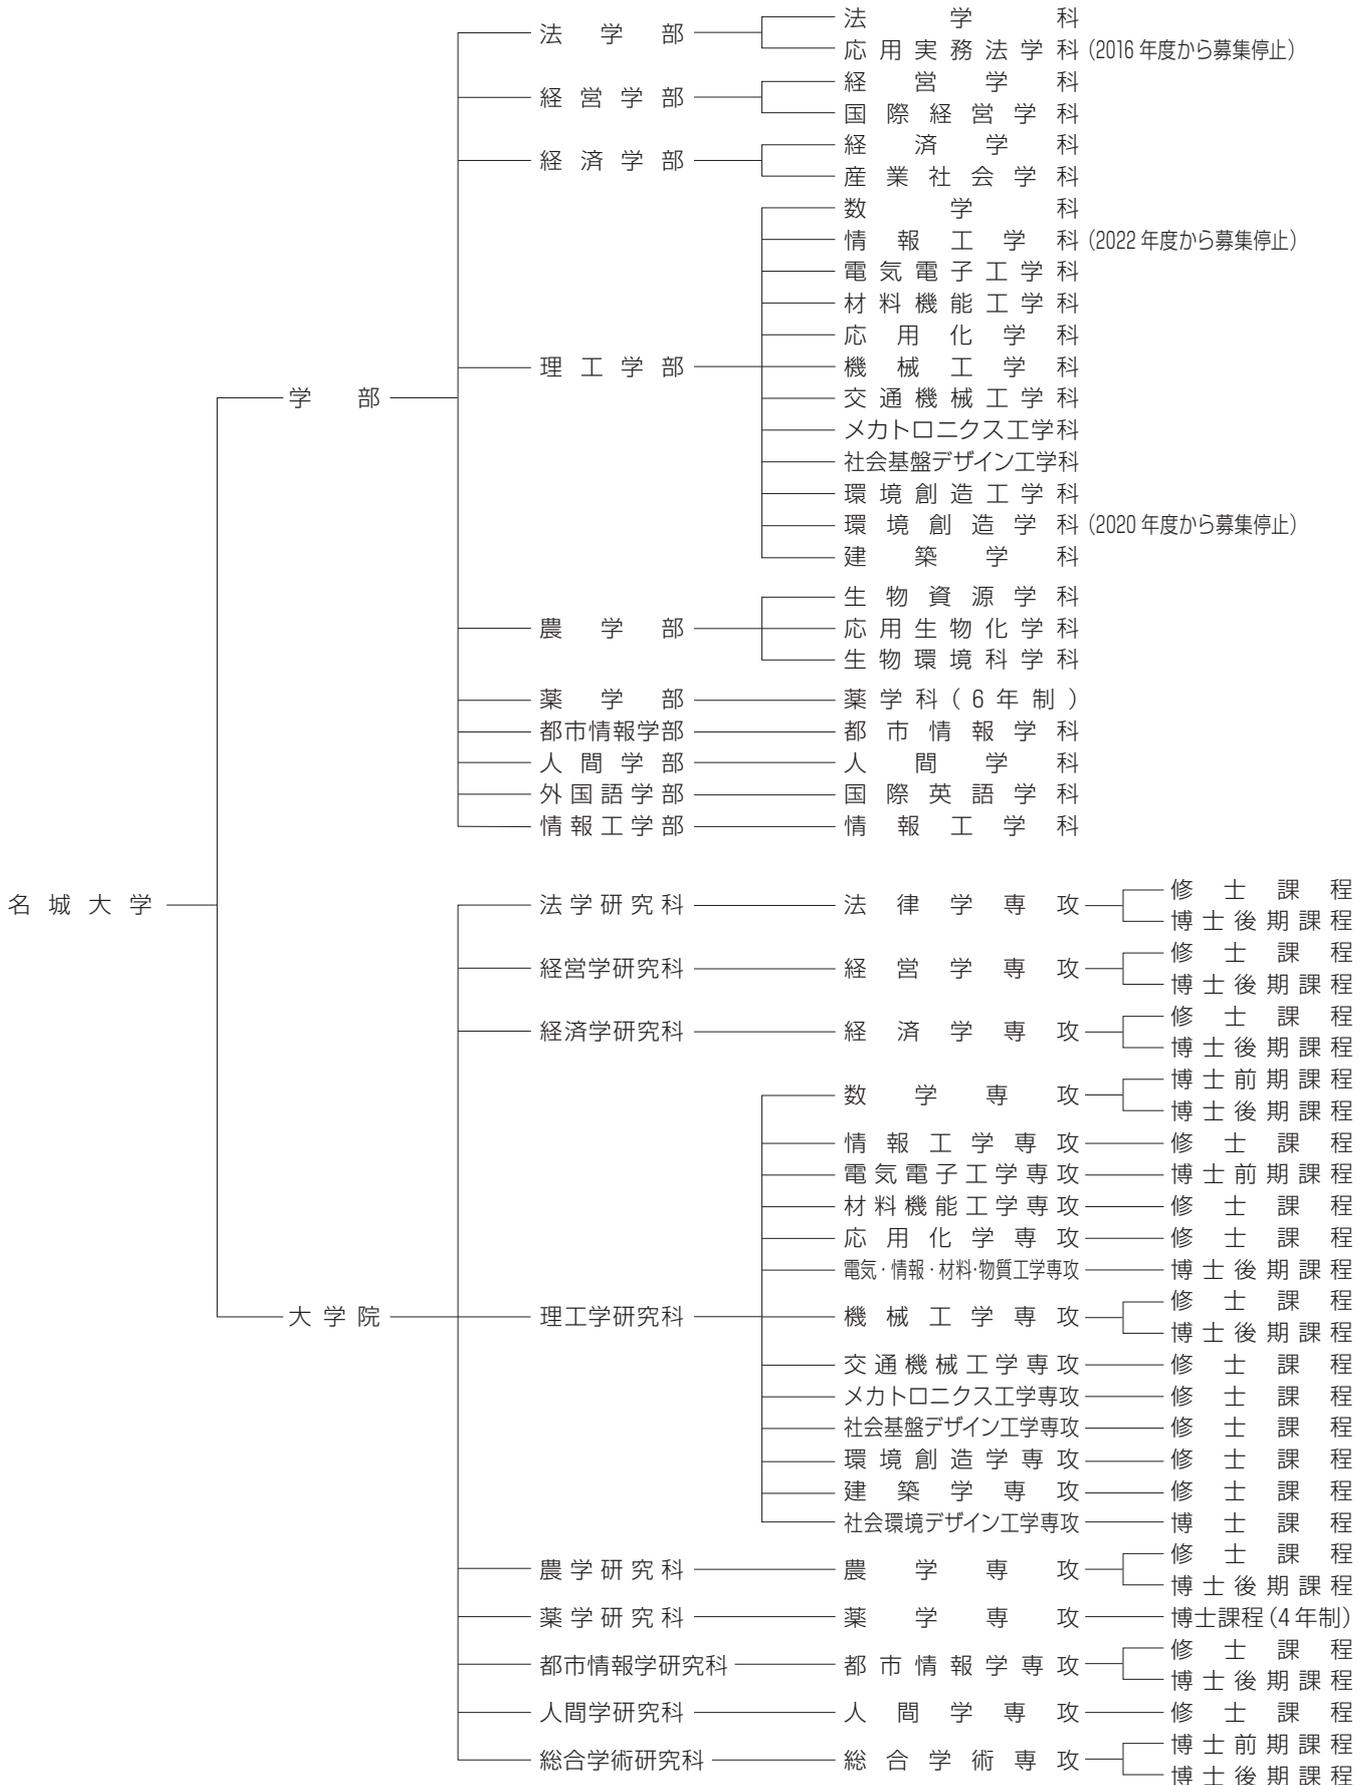 法学部
法学科
応用実務法学科(2016年度から募集停止)
経営学部
経営学科
国際経営学科
経済学部
経済学科
産業社会学科
学部
理工学部
数学科
情報工学科(2022年度から募集停止)
電気電子工学科
材料機能工学科
応用化学科
機械工学科
交通機械工学科
メカトロニクス工学科
社会基盤デザイン工学科
環境創造工学科
環境創造学科(2020年度から募集停止)
建築学科
農学部
生物資源学科
応用生物化学科
生物環境科学科
薬学部
薬学科(6年制)
都市情報学部
都市情報学科
人間学部
人間学科
外国語学部
国際英語学科
情報工学部
情報工学科
名城大学
法学研究科
法律学専攻
修士課程
博士後期課程
経営学研究科
経営学専攻
修士課程
博士後期課程
経済学研究科
経済学専攻
修士課程
博士後期課程
大学院
理工学研究科
数学専攻
博士前期課程
博士後期課程
情報工学専攻
修士課程
電気電子工学専攻
博士前期課程
材料機能工学専攻
修士課程
応用化学専攻
修士課程
電気・情報・材料・物質工学専攻
博士後期課程
機械工学専攻
修士課程
博士後期課程
交通機械工学専攻
修士課程
メカトロニクス工学専攻
修士課程
社会基盤デザイン工学専攻
修士課程
環境創造学専攻
修士課程
建築学専攻
修士課程
社会環境デザイン工学専攻
博士課程
農学研究科
農学専攻
修士課程
博士後期課程
薬学研究科
薬学専攻
博士課程(4年制)
都市情報学研究科
都市情報学専攻
修士課程
博士後期課程
人間学研究科
人間学専攻
修士課程
総合学術研究科
総合学術専攻
博士前期課程
博士後期課程